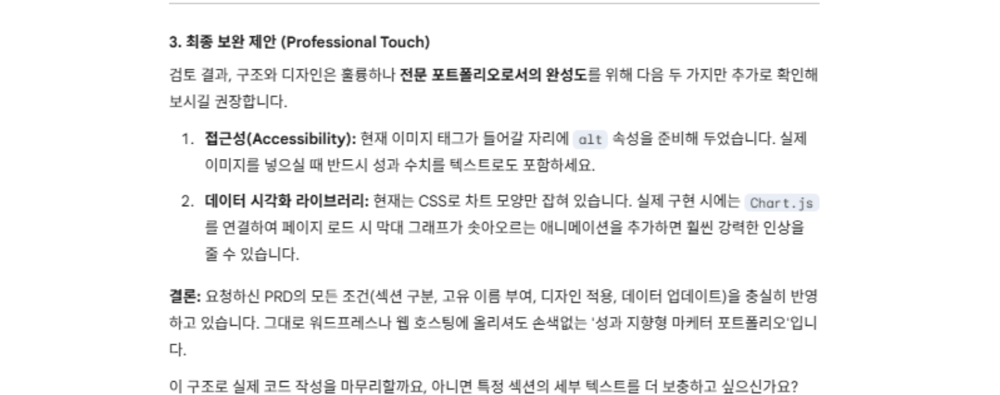 3. 최종 보완 제안 (Professional Touch)
검토 결과, 구조와 디자인은 훌륭하나 전문 포트폴리오로서의 완성도를 위해 다음 두 가지만 추가로 확인해
보시길 권장합니다.
1. 접근성(Accessibility): 현재 이미지 태그가 들어갈 자리에 alt 속성을 준비해 두었습니다. 실제
이미지를 넣으실 때 반드시 성과 수치를 텍스트로도 포함하세요.
2. 데이터 시각화 라이브러리: 현재는 CSS로 차트 모양만 잡혀 있습니다. 실제 구현 시에는 Chart.js
를 연결하여 페이지 로드 시 막대 그래프가 솟아오르는 애니메이션을 추가하면 훨씬 강력한 인상을
줄 수 있습니다.
결론: 요청하신 PRD의 모든 조건(섹션 구분, 고유 이름 부여, 디자인 적용, 데이터 업데이트)을 충실히 반영
하고 있습니다. 그대로 워드프레스나 웹 호스팅에 올리셔도 손색없는 '성과 지향형 마케터 포트폴리오'입니
다.
이 구조로 실제 코드 작성을 마무리할까요, 아니면 특정 섹션의 세부 텍스트를 더 보충하고 싶으신가요?